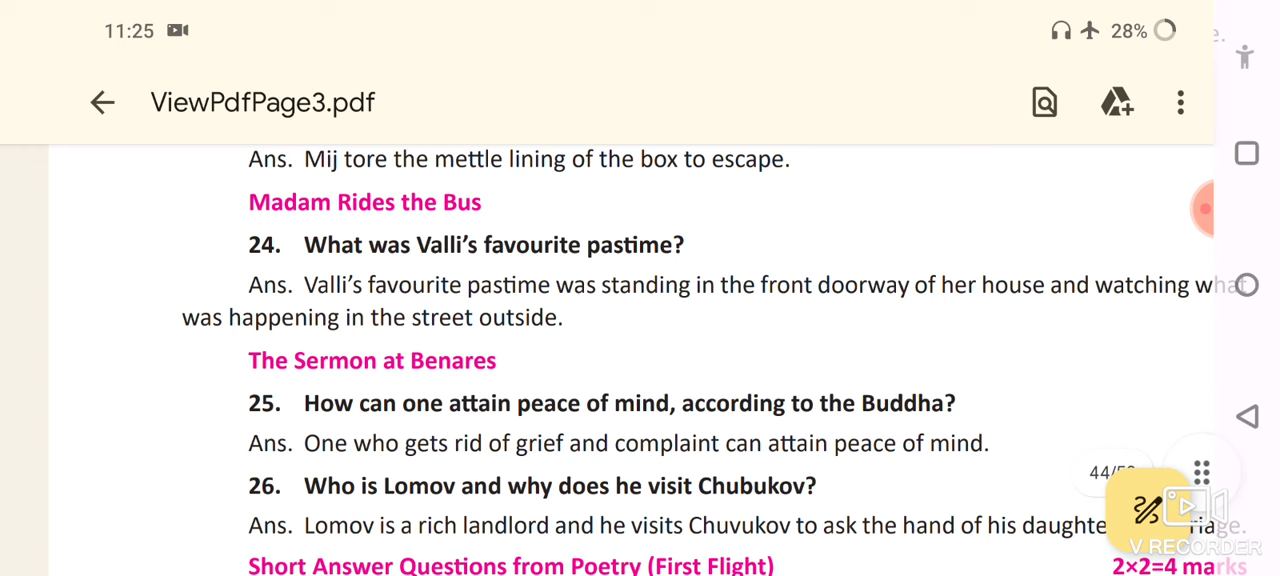 11:25 28% e.
ViewPdfPage3.pdf
Ans. Mij tore the mettle lining of the box to escape.
Madam Rides the Bus
24. What was Valli's favourite pastime?
Ans. Valli's favourite pastime was standing in the front doorway of her house and watching what
was happening in the street outside.
The Sermon at Benares
25. How can one attain peace of mind, according to the Buddha?
Ans. One who gets rid of grief and complaint can attain peace of mind.
44/
26. Who is Lomov and why does he visit Chubukov?
Ans. Lomov is a rich landlord and he visits Chuvukov to ask the hand of his daughte iage.
V RECORDER
Short Answer Questions from Poetry (First Flight) 2×2=4 marks